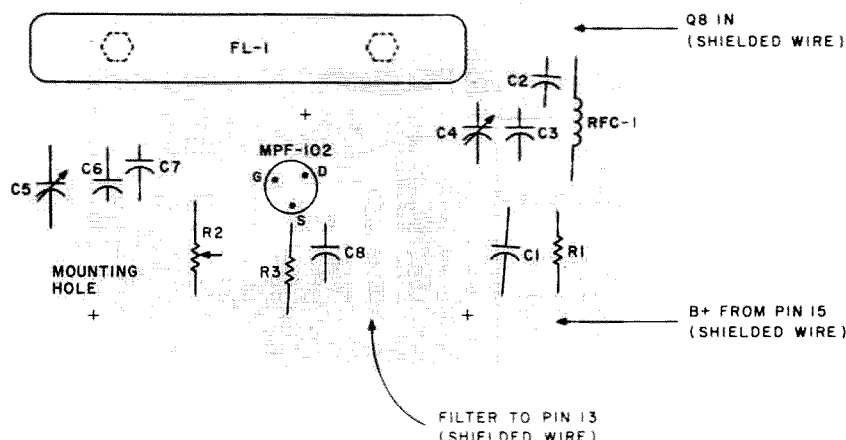 Q8 IN
(SHIELDED WIRE)
FL-1
C2
RFC-1
C4
C3
MPF-102
C7
C6
C5
G
D
S
R2
C8
R3
C1
R1
MOUNTING
HOLE
B+ FROM PIN 15
(SHIELDED WIRE)
FILTER TO PIN 13
(SHIELDED WIRE)